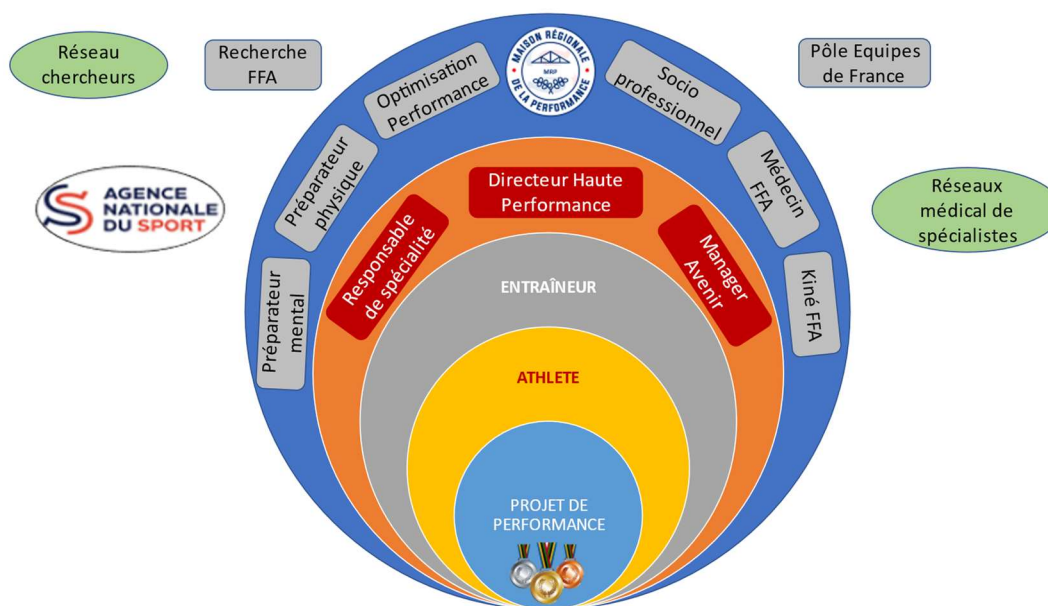 Réseau
chercheurs
Recherche
FFA
Optimisation
Performance
MAISON RÉGIONALE
MRP
DE LA PERFORMANCE
Socio
professionnel
Pôle Equipes
de France
AGENCE
NATIONALE
DU SPORT
Préparateur
physique
Médecin
FFA
Réseaux
médical de
spécialistes
Responsable
de spécialité
Directeur Haute
Performance
Manager
Avenir
Préparateur
mental
Kiné FFA
ENTRAÎNEUR
ATHLETE
PROJET DE
PERFORMANCE